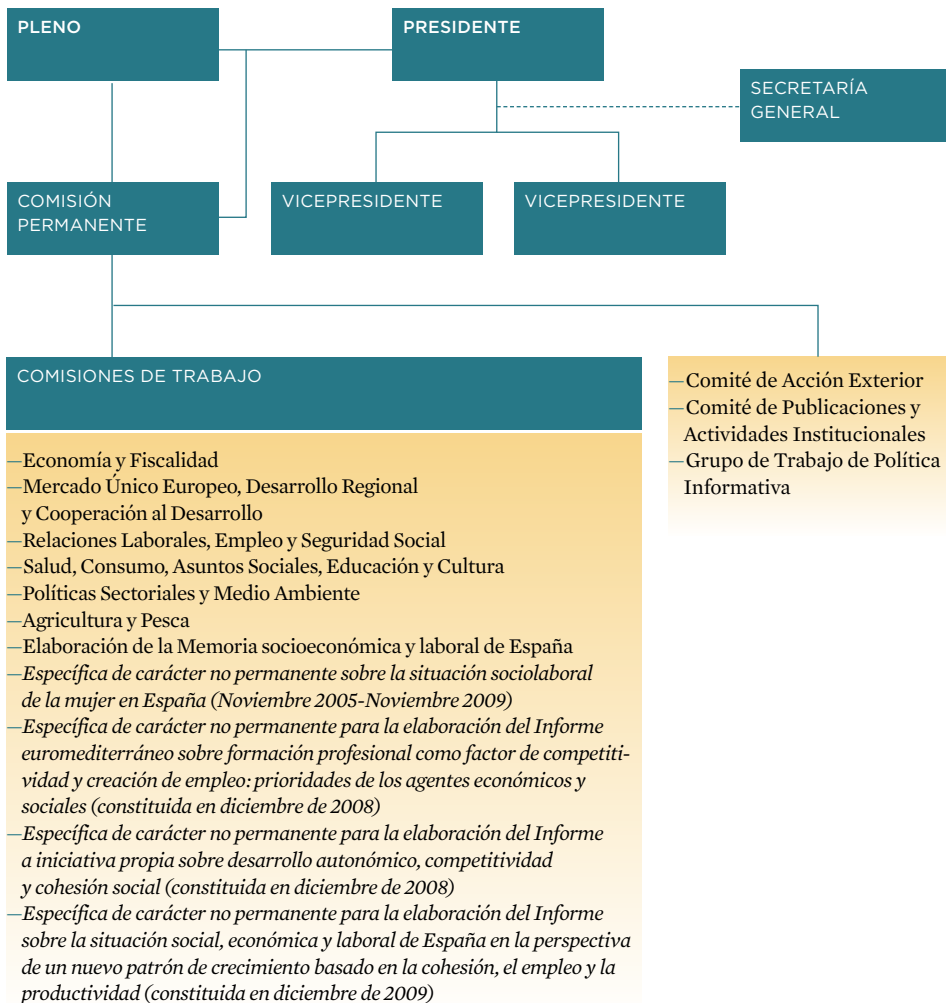 PLENO
PRESIDENTE
SECRETARÍA
GENERAL
COMISIÓN
PERMANENTE
VICEPRESIDENTE
VICEPRESIDENTE
COMISIONES DE TRABAJO
—Economía y Fiscalidad
—Mercado Único Europeo, Desarrollo Regional
y Cooperación al Desarrollo
—Relaciones Laborales, Empleo y Seguridad Social
—Salud, Consumo, Asuntos Sociales, Educación y Cultura
—Políticas Sectoriales y Medio Ambiente
—Agricultura y Pesca
—Elaboración de la Memoria socioeconómica y laboral de España
—Específica de carácter no permanente sobre la situación sociolaboral
de la mujer en España (Noviembre 2005-Noviembre 2009)
—Específica de carácter no permanente para la elaboración del Informe
euromediterráneo sobre formación profesional como factor de competiti-
vidad y creación de empleo: prioridades de los agentes económicos y
sociales (constituida en diciembre de 2008)
—Específica de carácter no permanente para la elaboración del Informe
a iniciativa propia sobre desarrollo autonómico, competitividad
y cohesión social (constituida en diciembre de 2008)
—Específica de carácter no permanente para la elaboración del Informe
sobre la situación social, económica y laboral de España en la perspectiva
de un nuevo patrón de crecimiento basado en la cohesión, el empleo y la
productividad (constituida en diciembre de 2009)
—Comité de Acción Exterior
—Comité de Publicaciones y
Actividades Institucionales
—Grupo de Trabajo de Política
Informativa